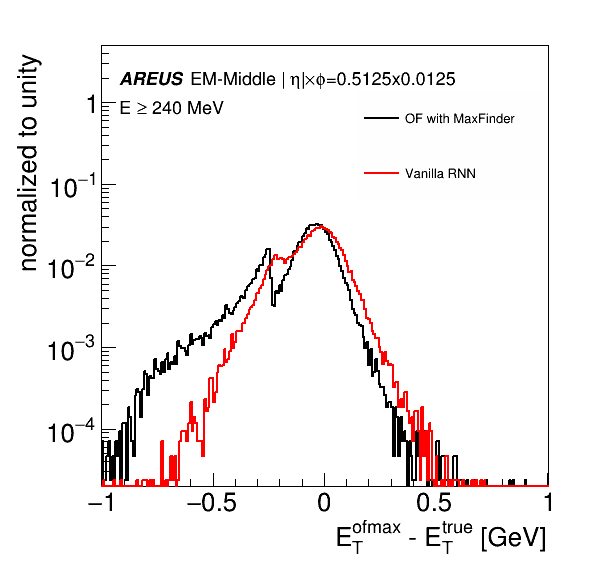 normalized to unity
AREUS EM-Middle | η|×ϕ=0.5125x0.0125
E ≥ 240 MeV
OF with MaxFinder
Vanilla RNN
1
10⁻¹
10⁻²
10⁻³
10⁻⁴
−1 −0.5 0 0.5 1
E_T^ofmax - E_T^true [GeV]